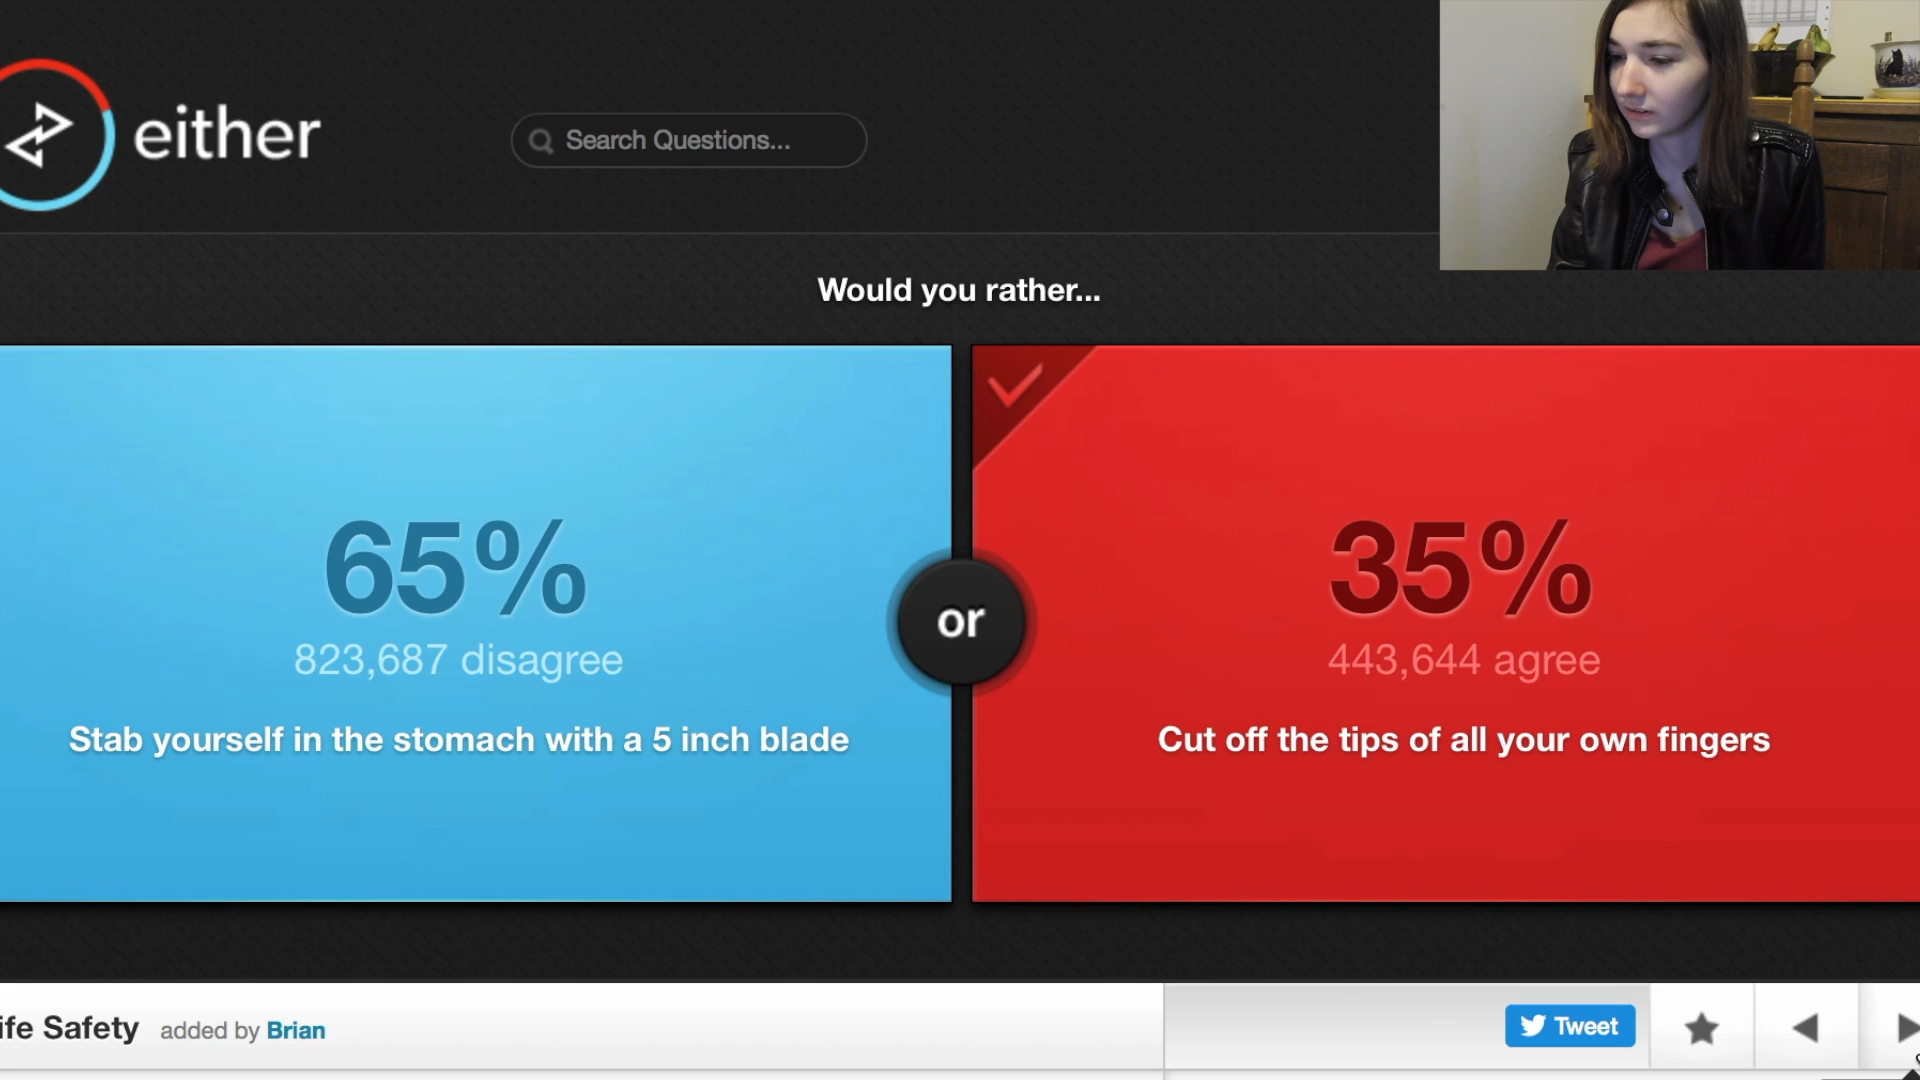 either
Search Questions...
Would you rather...
65%
823,687 disagree
Stab yourself in the stomach with a 5 inch blade
or
35%
443,644 agree
Cut off the tips of all your own fingers
ife Safety added by Brian
Tweet